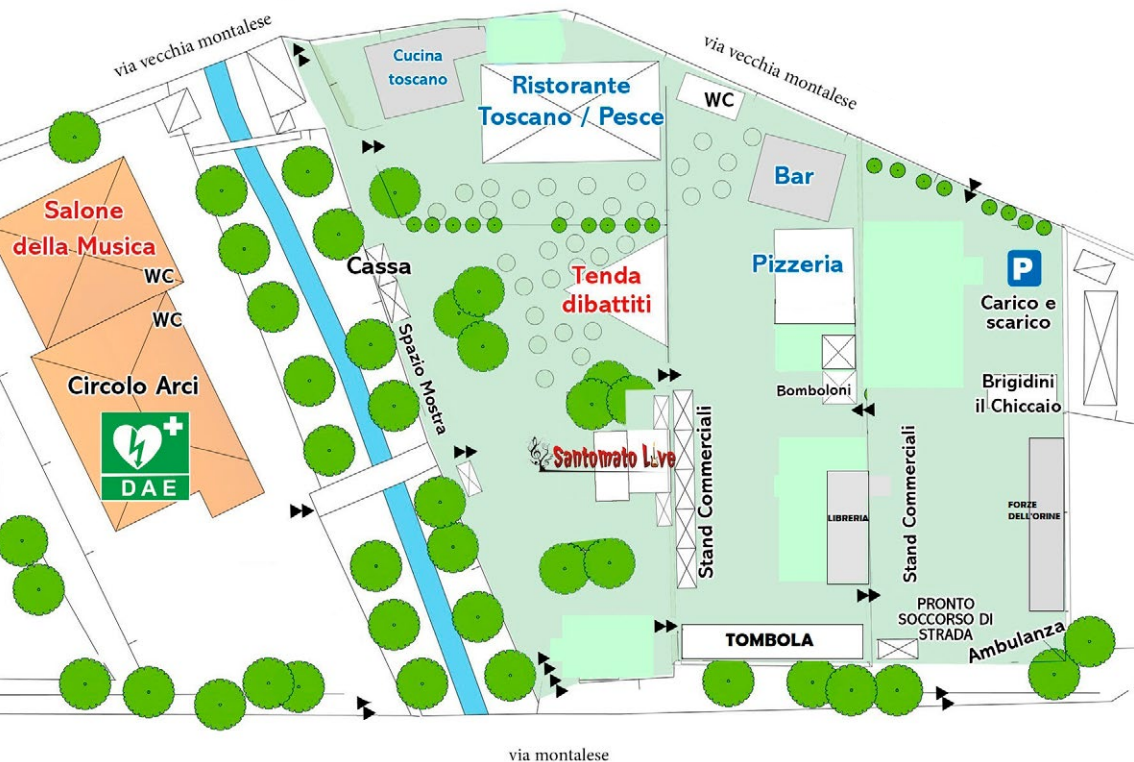 via vecchia montalese
via vecchia montalese
Cucina
toscano
Ristorante
Toscano / Pesce
WC
Bar
Salone
della Musica
WC
WC
Cassa
Tenda
dibattiti
Pizzeria
P
Carico e
scarico
Spazio Mostra
Circolo Arci
DAE
Bomboloni
Brigidini
il Chiccaio
Santomato Live
Stand Commerciali
LIBRERIA
Stand Commerciali
FORZE
DELL'ORINE
PRONTO
SOCCORSO DI
STRADA
Ambulanza
TOMBOLA
via montalese